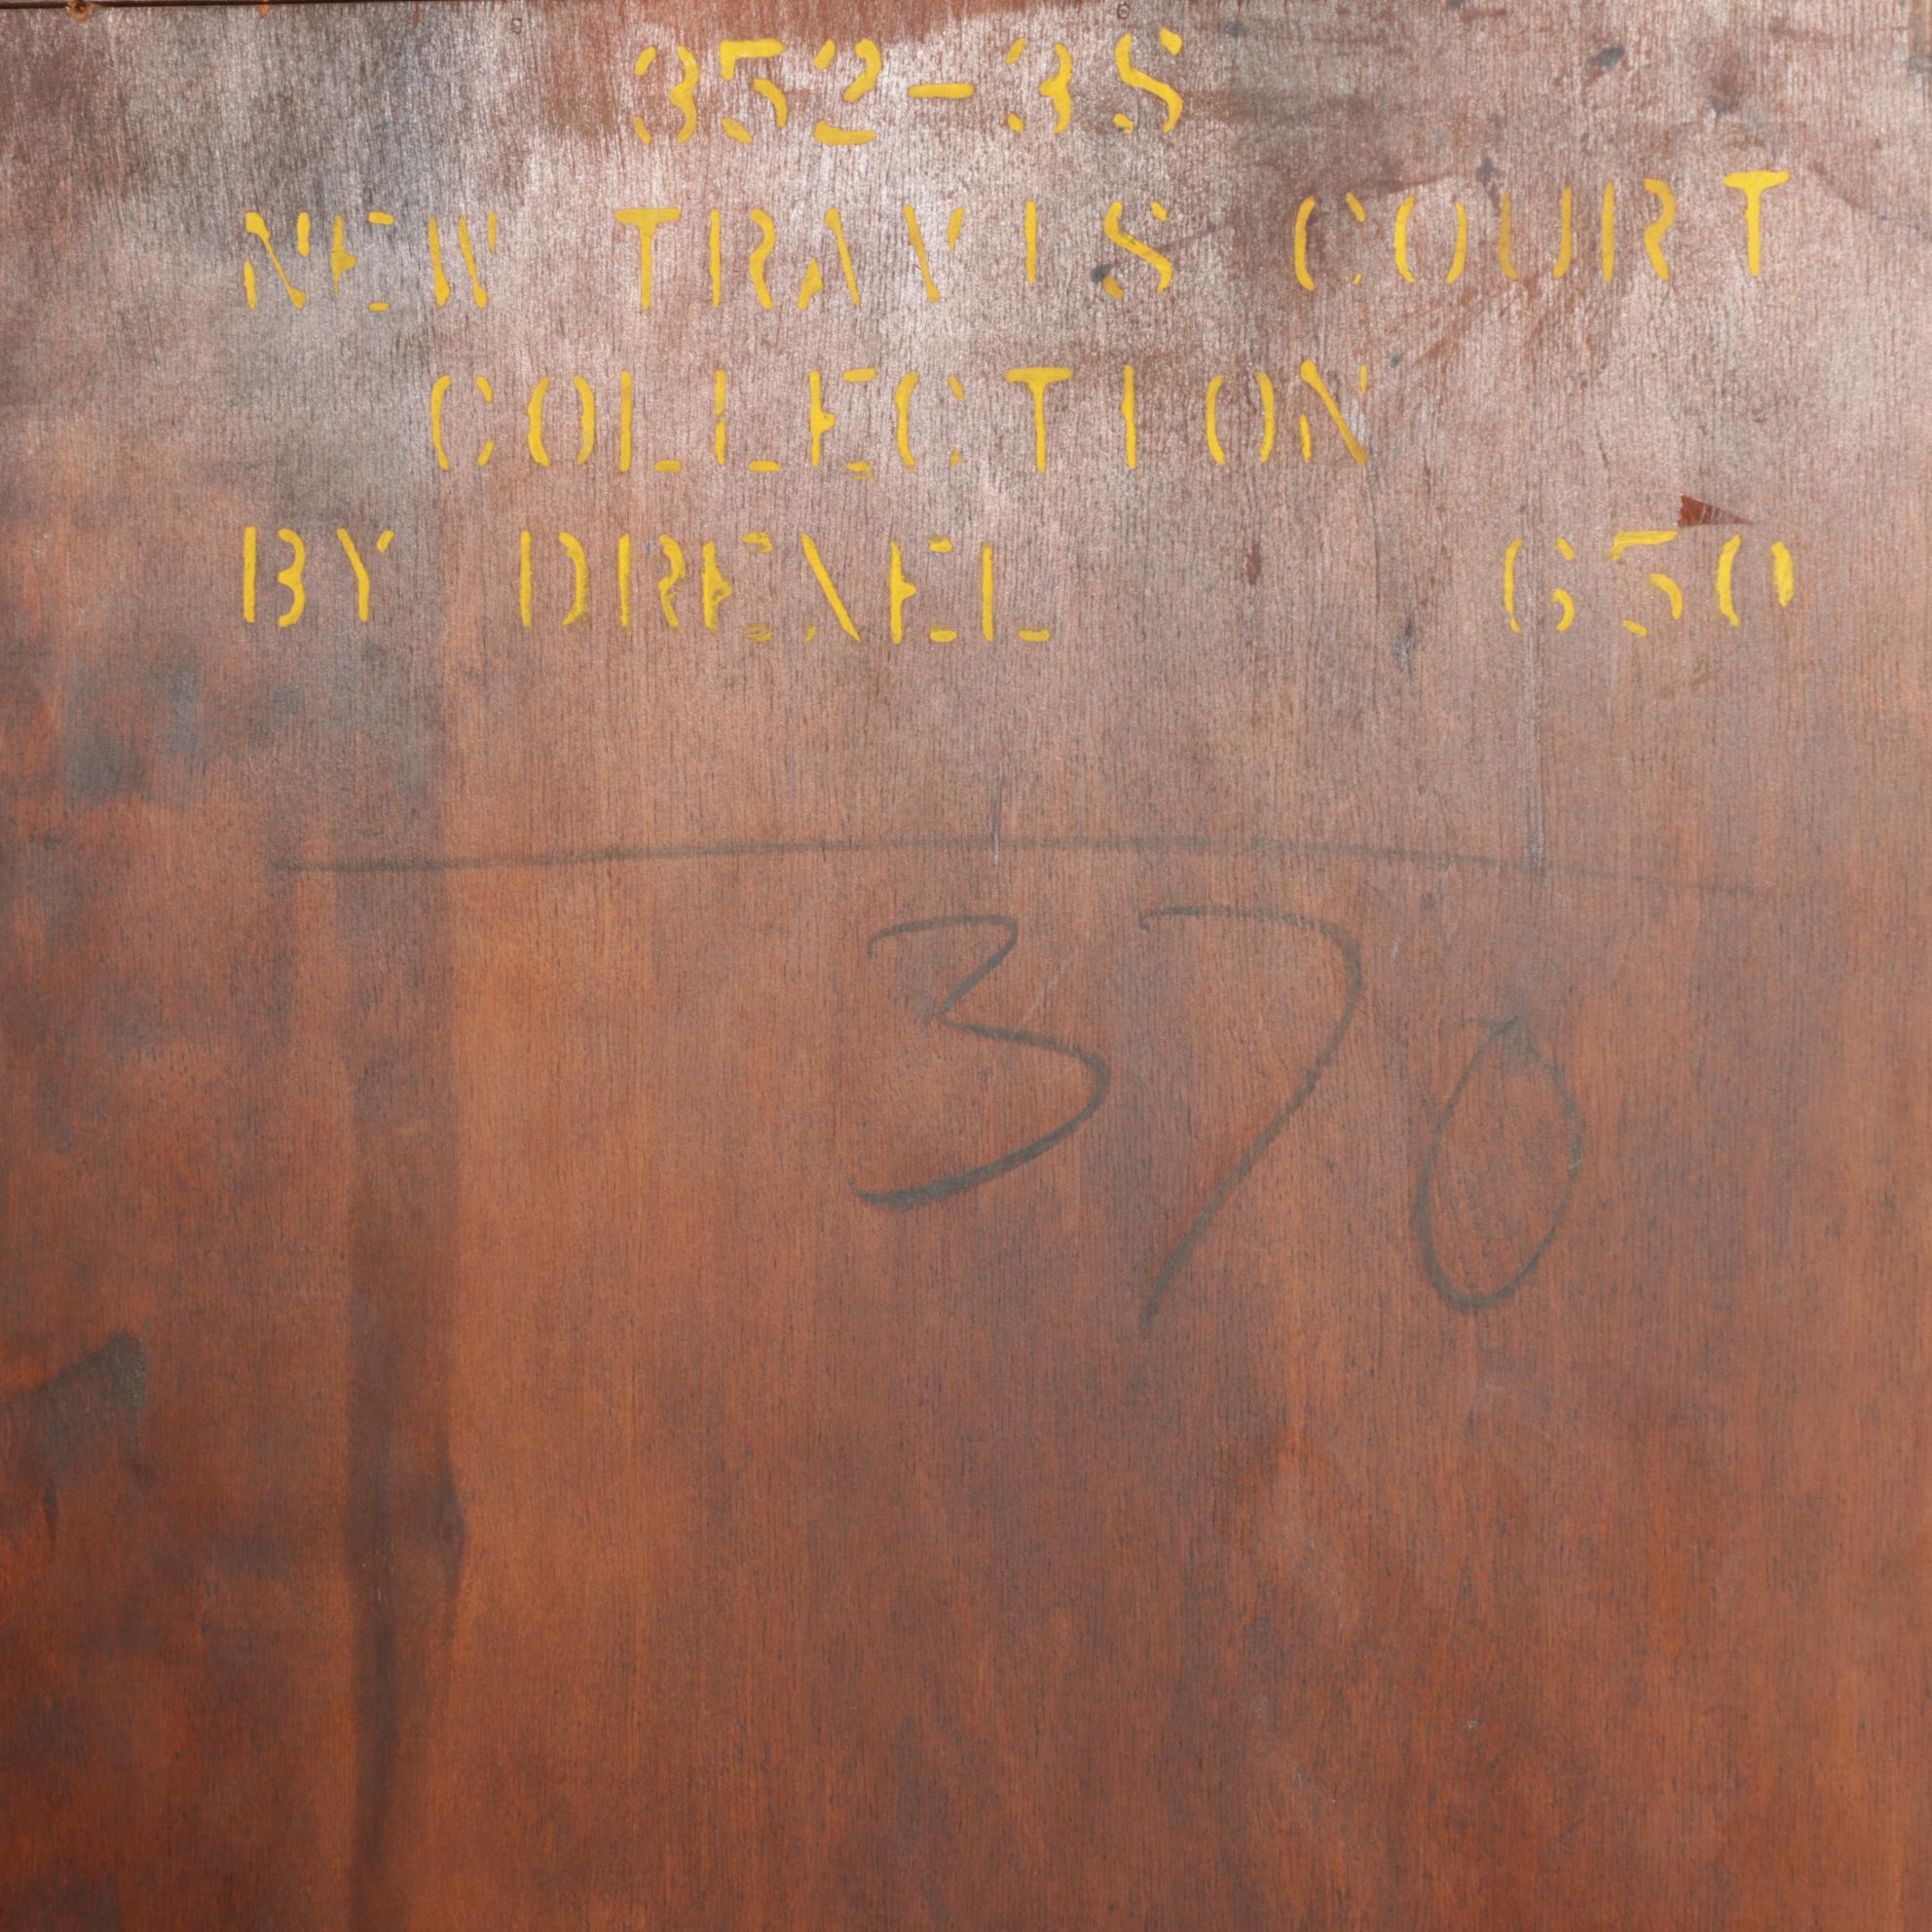 352-3S
NEW TRAVIS COURT
COLLECTION
BY DREXEL 650
370